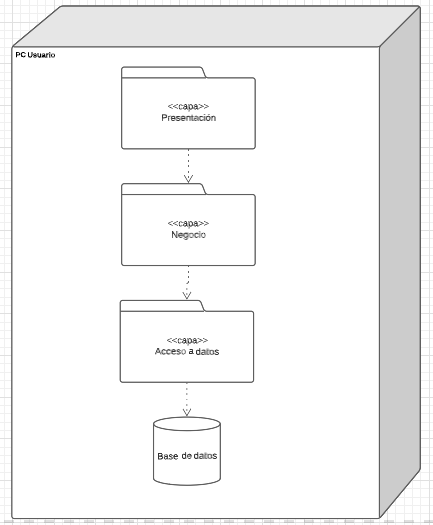 PC Usuario
<<capa>>
Presentación
<<capa>>
Negocio
<<capa>>
Acceso a datos
Base de datos